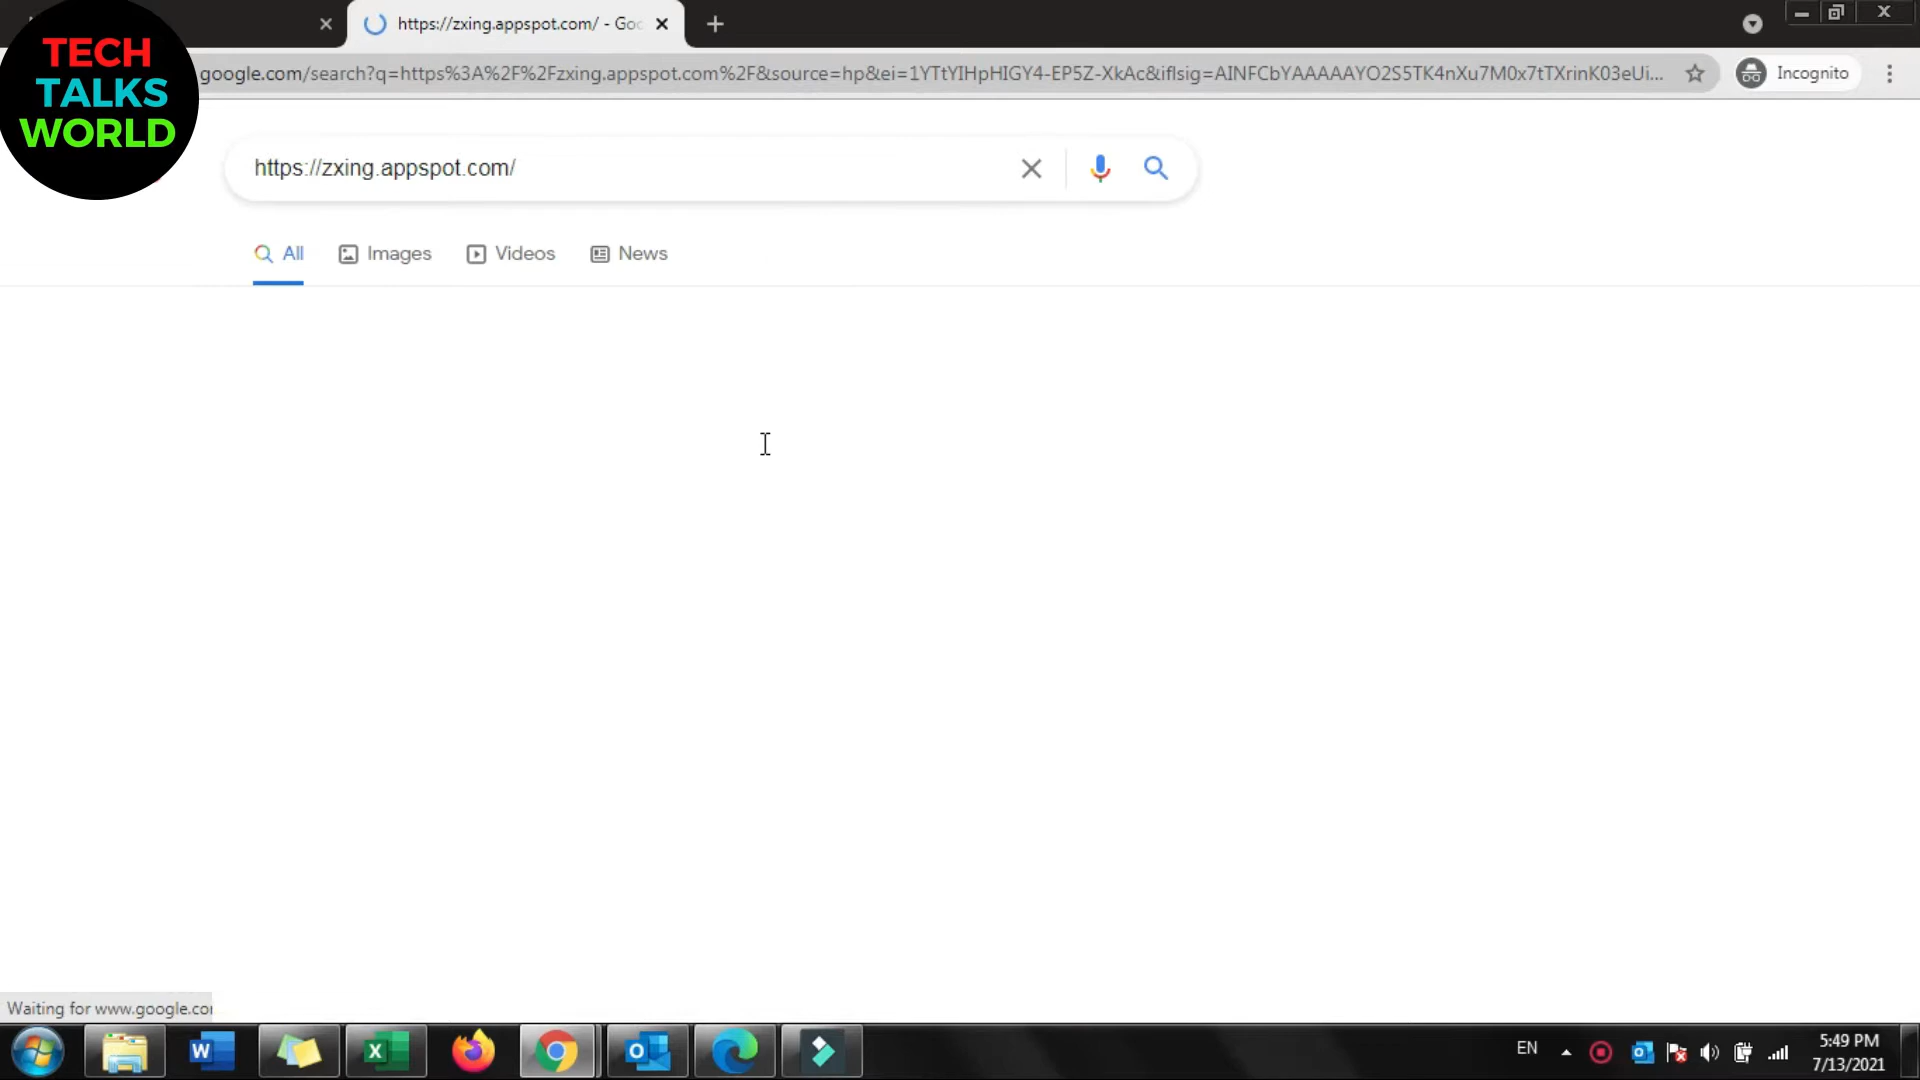 https://zxing.appspot.com/ - Goo
TECH
TALKS
WORLD
google.com/search?q=https%3A%2F%2Fzxing.appspot.com%2F&source=hp&ei=1YTtYIHpHIGY4-EP5Z-XkAc&iflsig=AINFCbYAAAAAYO2S5TK4nXu7M0x7tTXrinK03eUi...
Incognito
https://zxing.appspot.com/
All
Images
Videos
News
Waiting for www.google.co
EN
5:49 PM
7/13/2021